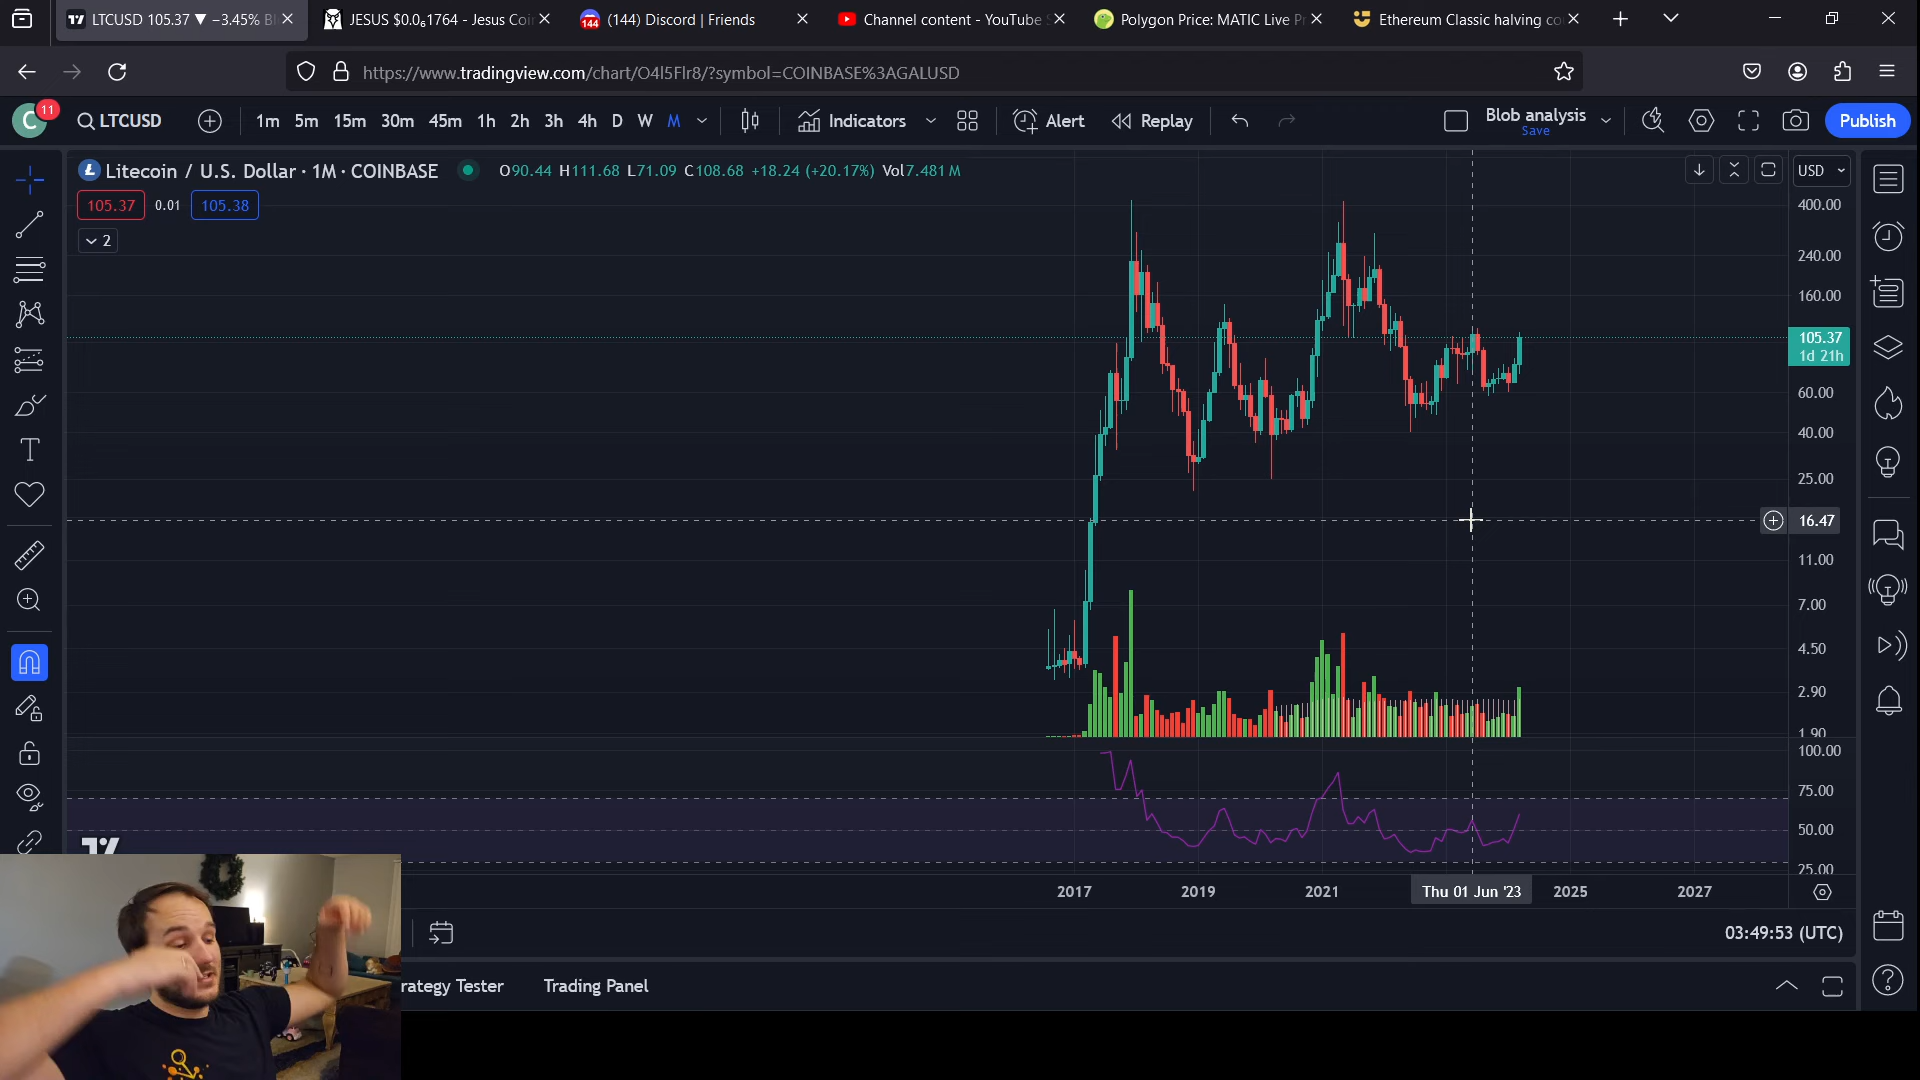 LTCUSD 105.37 ▼ −3.45% Bl
JESUS $0.0₆1764 - Jesus Coin
(144) Discord | Friends
Channel content - YouTube S
Polygon Price: MATIC Live Pr
Ethereum Classic halving co
https://www.tradingview.com/chart/O4l5Flr8/?symbol=COINBASE%3AGALUSD
C 11
LTCUSD
1m 5m 15m 30m 45m 1h 2h 3h 4h D W M
Indicators
Alert
Replay
Blob analysis
Save
Publish
Litecoin / U.S. Dollar · 1M · COINBASE
O90.44 H111.68 L71.09 C108.68 +18.24 (+20.17%) Vol7.481 M
USD
105.37 0.01 105.38
2
400.00
240.00
160.00
105.37
1d 21h
60.00
40.00
25.00
16.47
11.00
7.00
4.50
2.90
1.90
100.00
75.00
50.00
25.00
2017 2019 2021 Thu 01 Jun '23 2025 2027
03:49:53 (UTC)
rategy Tester
Trading Panel